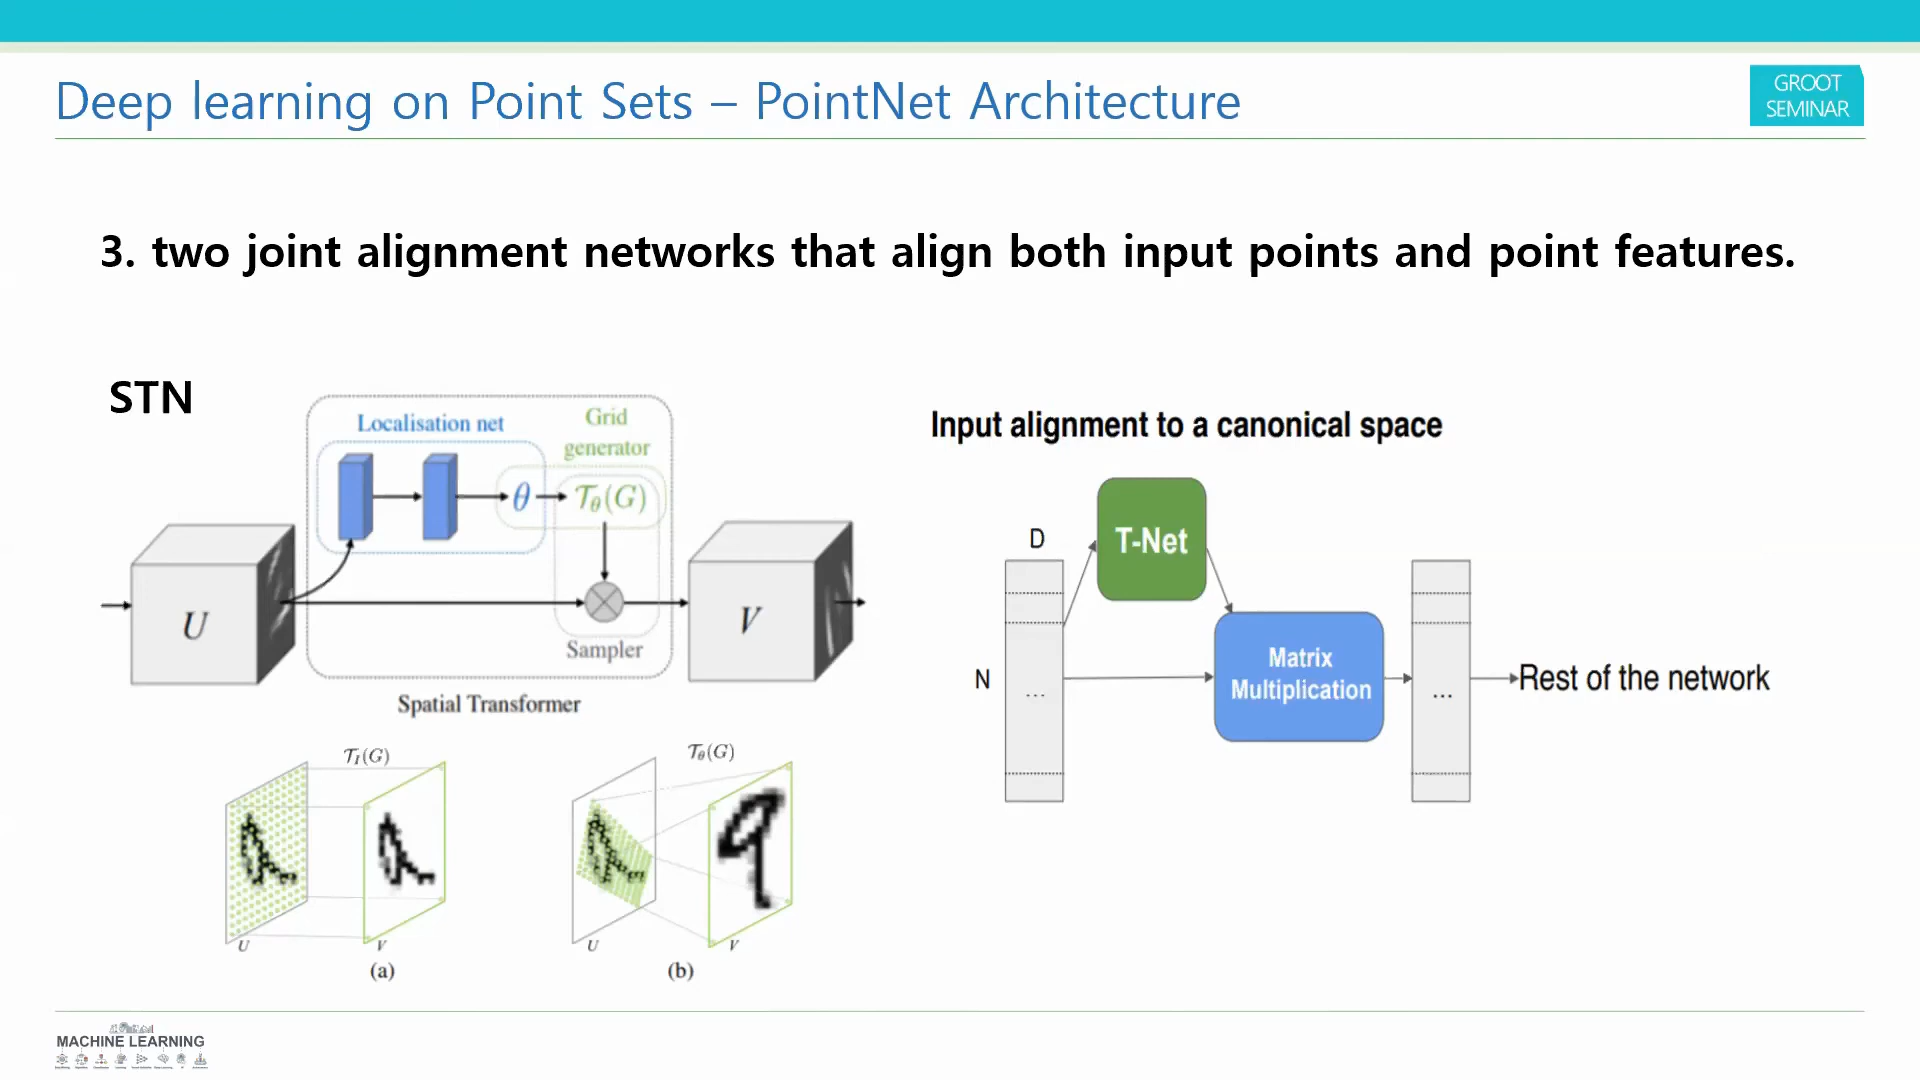 Deep learning on Point Sets – PointNet Architecture
GROOT
SEMINAR
3. two joint alignment networks that align both input points and point features.
STN
Localisation net
Grid
generator
θ
𝒯θ(G)
U
V
Sampler
Spatial Transformer
𝒯I(G)
U
V
(a)
𝒯θ(G)
U
V
(b)
Input alignment to a canonical space
D
T-Net
N
...
Matrix
Multiplication
...
Rest of the network
MACHINE LEARNING